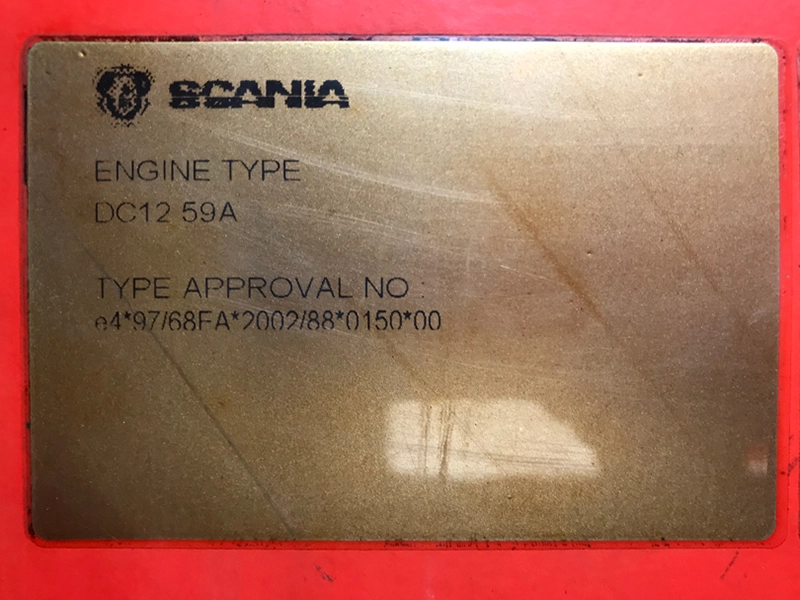 SCANIA
ENGINE TYPE
DC12 59A
TYPE APPROVAL NO :
e4*97/68FA*2002/88*0150*00